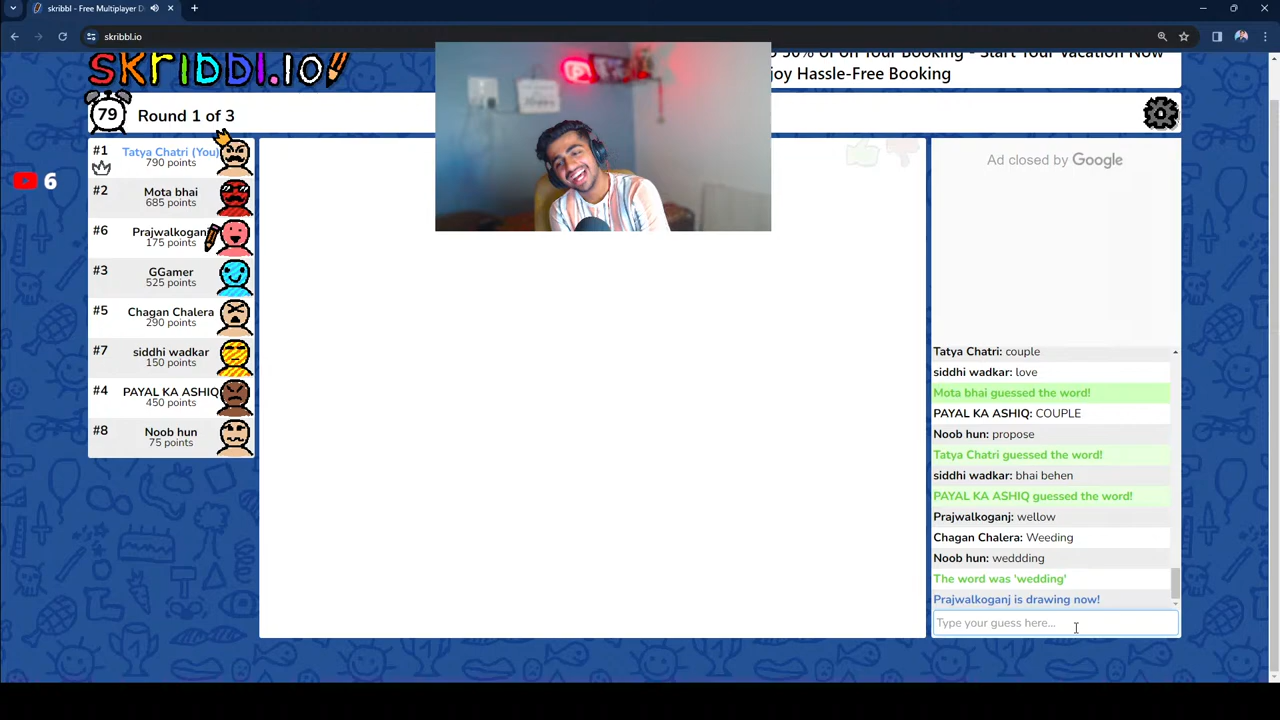 skribbl - Free Multiplayer D
skribbl.io
skribbl.io
Your Booking - Start Your Vacation Now
joy Hassle-Free Booking
79
Round 1 of 3
#1
Tatya Chatri (You)
790 points
#2
Mota bhai
685 points
#6
Prajwalkoganj
175 points
#3
GGamer
525 points
#5
Chagan Chalera
290 points
#7
siddhi wadkar
150 points
#4
PAYAL KA ASHIQ
450 points
#8
Noob hun
75 points
6
Ad closed by Google
Tatya Chatri: couple
siddhi wadkar: love
Mota bhai guessed the word!
PAYAL KA ASHIQ: COUPLE
Noob hun: propose
Tatya Chatri guessed the word!
siddhi wadkar: bhai behen
PAYAL KA ASHIQ guessed the word!
Prajwalkoganj: wellow
Chagan Chalera: Weeding
Noob hun: weddding
The word was 'wedding'
Prajwalkoganj is drawing now!
Type your guess here...